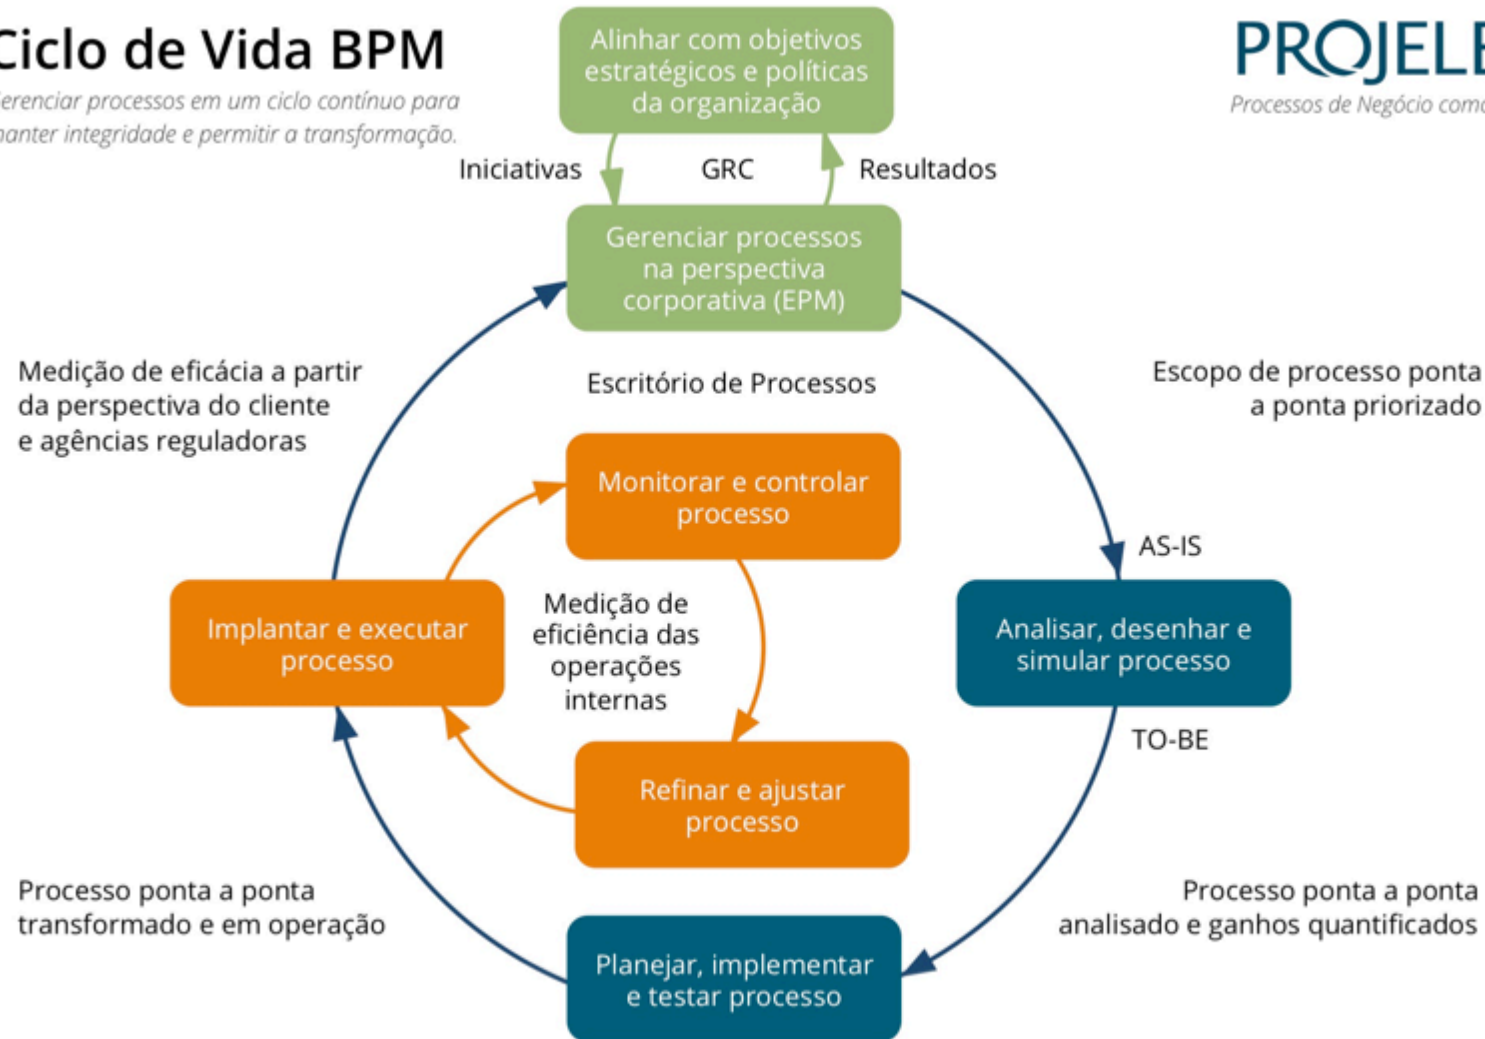 Ciclo de Vida BPM
Gerenciar processos em um ciclo contínuo para
manter integridade e permitir a transformação.
PROJELE
Processos de Negócio como
Alinhar com objetivos
estratégicos e políticas
da organização
Iniciativas
GRC
Resultados
Gerenciar processos
na perspectiva
corporativa (EPM)
Medição de eficácia a partir
da perspectiva do cliente
e agências reguladoras
Escritório de Processos
Escopo de processo ponta
a ponta priorizado
Monitorar e controlar
processo
AS-IS
Implantar e executar
processo
Medição de
eficiência das
operações
internas
Analisar, desenhar e
simular processo
TO-BE
Refinar e ajustar
processo
Processo ponta a ponta
transformado e em operação
Processo ponta a ponta
analisado e ganhos quantificados
Planejar, implementar
e testar processo